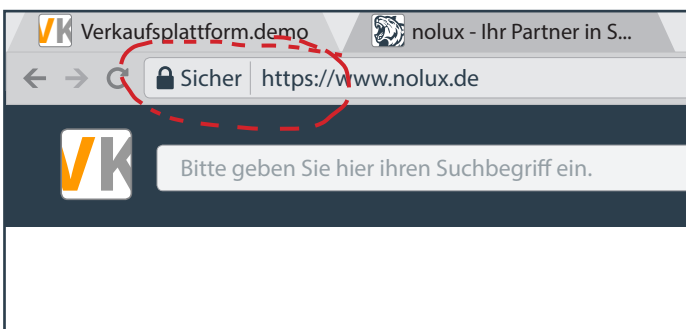 VK Verkaufsplattform.demo nolux - Ihr Partner in S...
Sicher https://www.nolux.de
VK Bitte geben Sie hier ihren Suchbegriff ein.